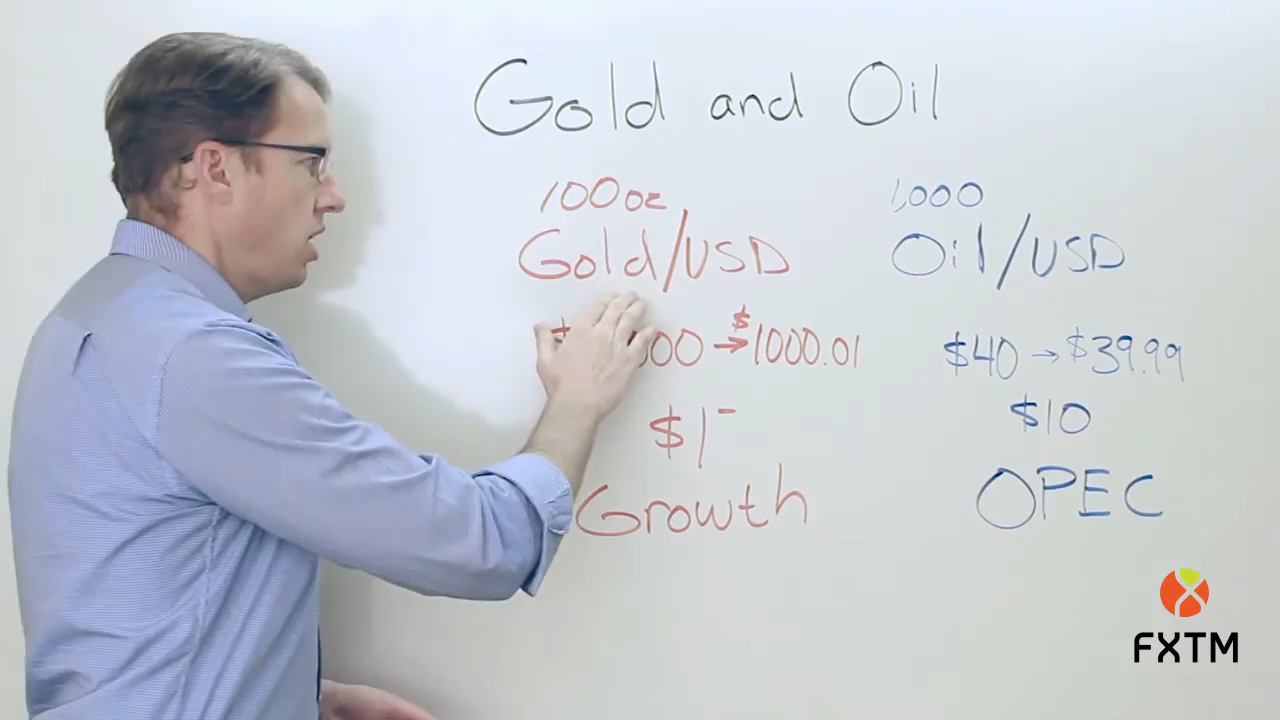 Gold and Oil
100oz
Gold/USD
→ $1000.01
$1-
Growth
1,000
Oil/USD
$40 → $39.99
$10
OPEC
FXTM